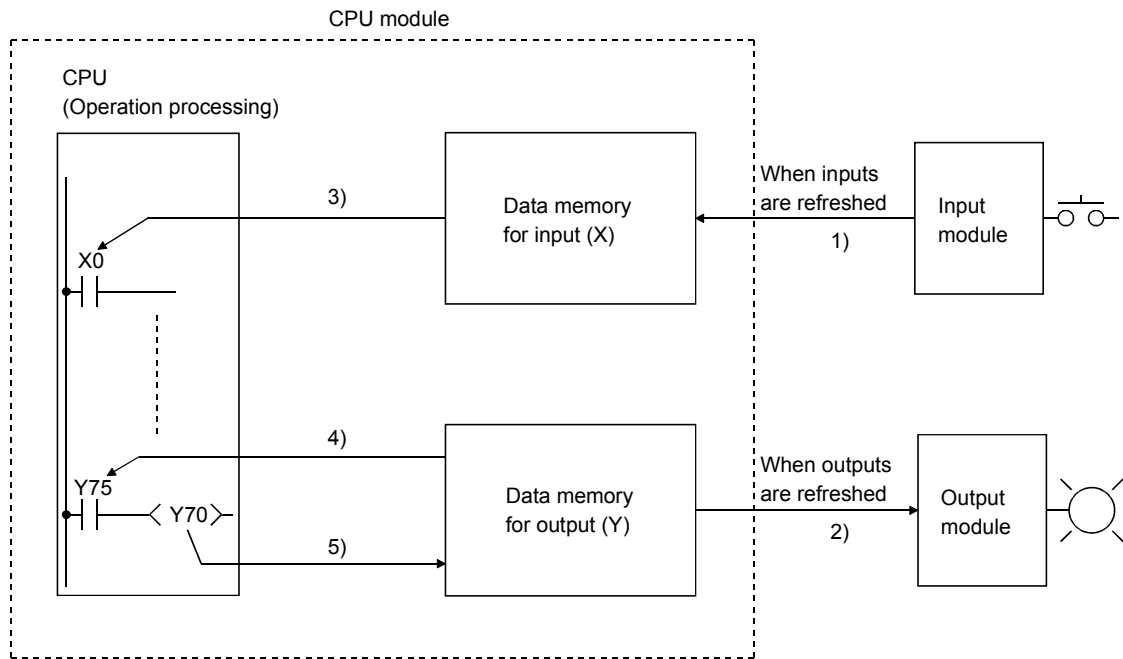 CPU module
CPU
(Operation processing)
3)
Data memory
for input (X)
When inputs
are refreshed
1)
Input
module
X0
4)
Y75
Y70
5)
Data memory
for output (Y)
When outputs
are refreshed
2)
Output
module